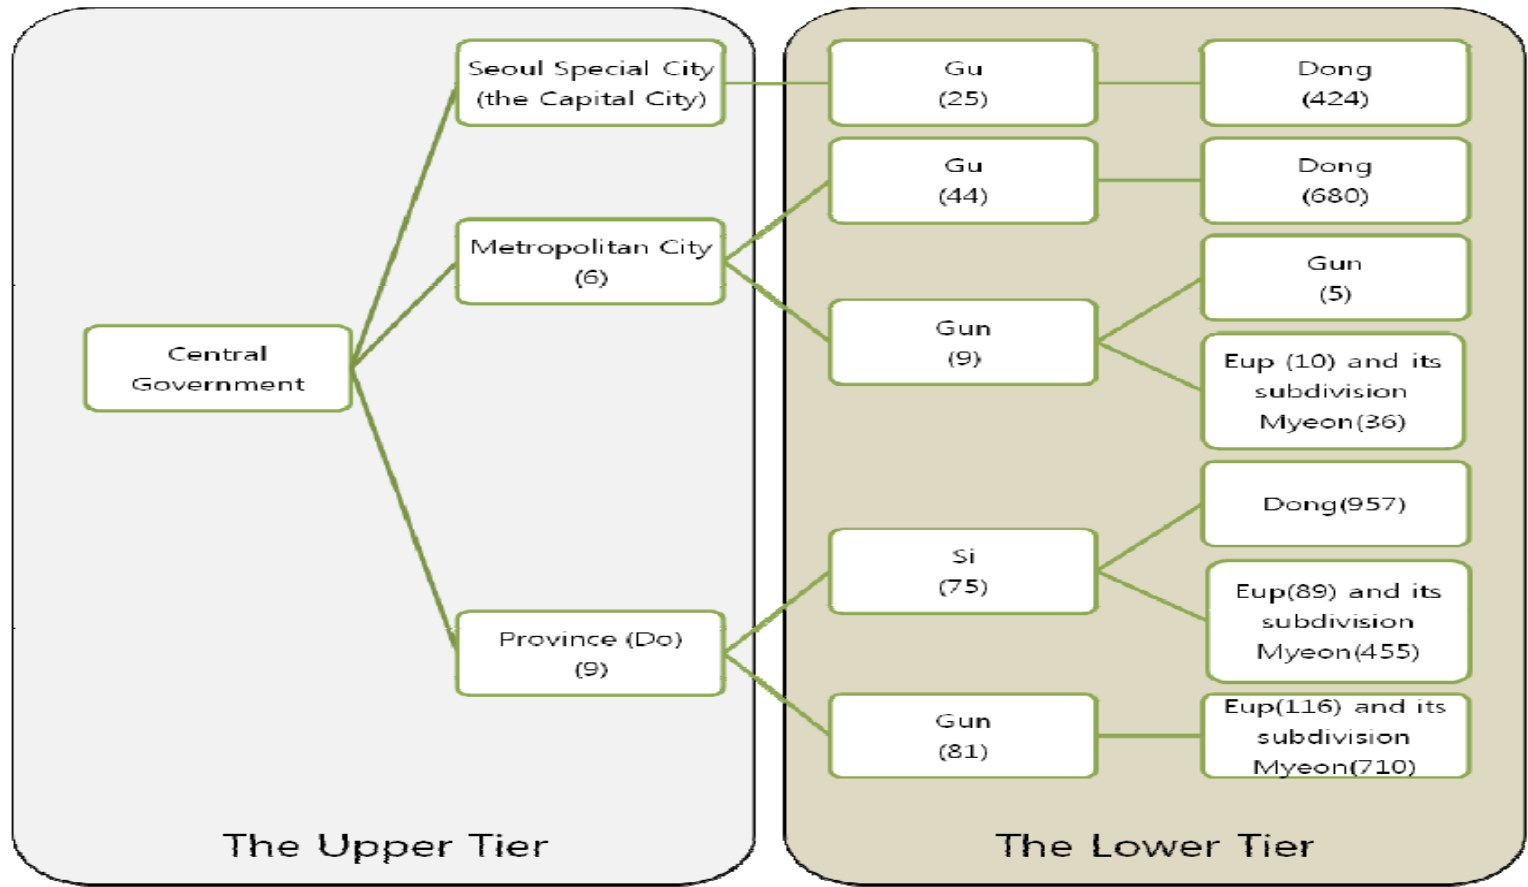 Seoul Special City
(the Capital City)
Gu
(25)
Dong
(424)
Gu
(44)
Dong
(680)
Metropolitan City
(6)
Gun
(5)
Gun
(9)
Central
Government
Eup (10) and its
subdivision
Myeon(36)
Dong(957)
Si
(75)
Eup(89) and its
subdivision
Myeon(455)
Province (Do)
(9)
Gun
(81)
Eup(116) and its
subdivision
Myeon(710)
The Upper Tier
The Lower Tier